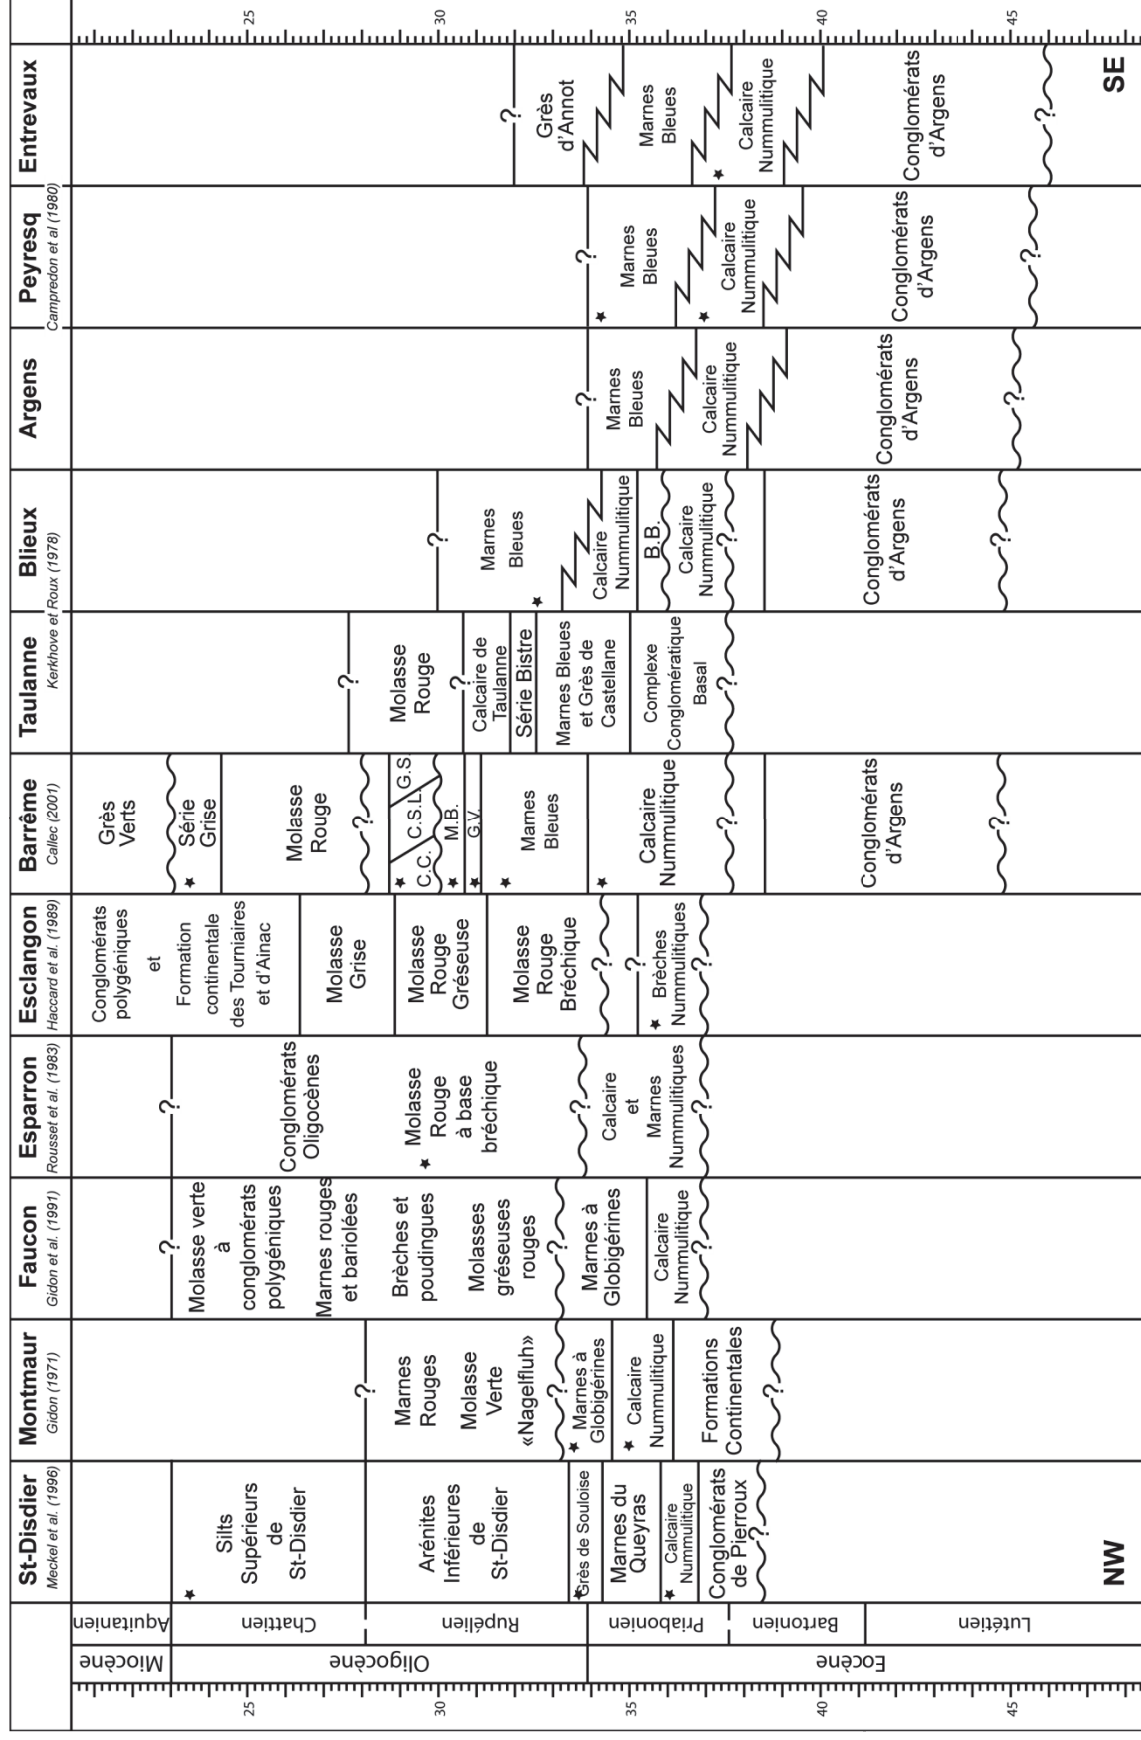 25
30
35
40
45
Entrevaux
?
Grès
d'Annot
Marnes
Bleues
Calcaire
Nummulitique
Conglomérats
d'Argens
?
SE
Peyresq
Campredon et al (1980)
?
Marnes
Bleues
Calcaire
Nummulitique
Conglomérats
d'Argens
?
Argens
?
Marnes
Bleues
Calcaire
Nummulitique
Conglomérats
d'Argens
?
Blieux
Kerkhove et Roux (1978)
?
Marnes
Bleues
Calcaire
Nummulitique
B.B.
Calcaire
Nummulitique
?
Conglomérats
d'Argens
?
Taulanne
?
Molasse
Rouge
?
Calcaire de
Taulanne
Série Bistre
Marnes Bleues
et Grès de
Castellane
Complexe
Conglomératique
Basal
?
Barrême
Callec (2001)
Grès
Verts
Série
Grise
Molasse
Rouge
?
C.C.
C.S.L.
G.S.
M.B.
G.V.
Marnes
Bleues
Calcaire
Nummulitique
?
Conglomérats
d'Argens
?
Esclangon
Haccard et al. (1989)
Conglomérats
polygéniques
et
Formation
continentale
des Tourniaires
et d'Ainac
Molasse
Grise
Molasse
Rouge
Gréseuse
Molasse
Rouge
Bréchique
?
?
Brèches
Nummulitiques
?
Esparron
Rousset et al. (1983)
?
Conglomérats
Oligocènes
Molasse
Rouge
à base
bréchique
?
Calcaire
et
Marnes
Nummulitiques
?
Faucon
Gidon et al. (1991)
?
Molasse verte
à
conglomérats
polygéniques
Marnes rouges
et bariolées
Brèches et
poudingues
Molasses
gréseuses
rouges
?
Marnes à
Globigérines
Calcaire
Nummulitique
?
Montmaur
Gidon (1971)
?
Marnes
Rouges
Molasse
Verte
«Nagelfluh»
?
Marnes à
Globigérines
Calcaire
Nummulitique
Formations
Continentales
?
St-Disdier
Meckel et al. (1996)
Silts
Supérieurs
de
St-Disdier
Arénites
Inférieures
de
St-Disdier
Grès de Souloise
Marnes du
Queyras
Calcaire
Nummulitique
Conglomérats
de Pierroux
?
NW
Aquitanien
Chattien
Rupélien
Priabonien
Bartonien
Lutétien
Miocène
Oligocène
Eocène
25
30
35
40
45